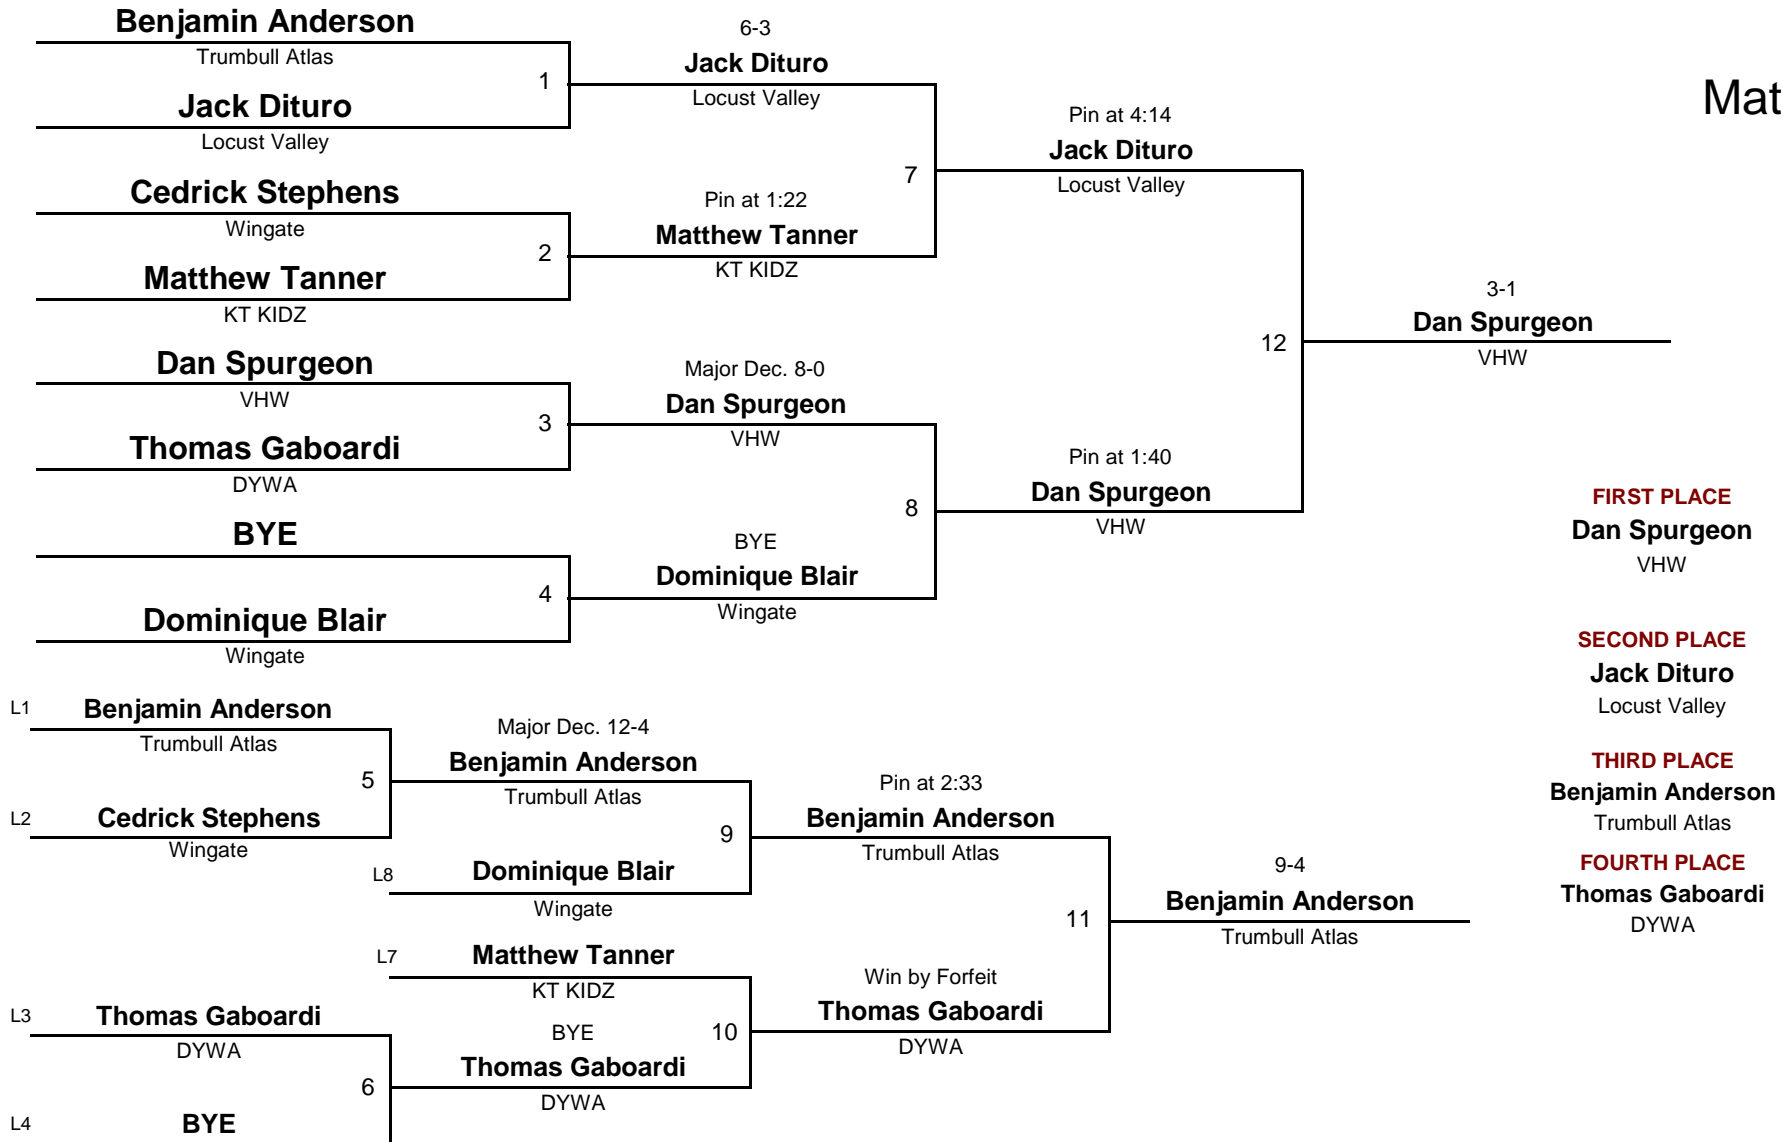 Benjamin Anderson
Trumbull Atlas
1
Jack Dituro
Locust Valley
Cedrick Stephens
Wingate
2
Matthew Tanner
KT KIDZ
Dan Spurgeon
VHW
3
Thomas Gaboardi
DYWA
BYE
4
Dominique Blair
Wingate
6-3
Jack Dituro
Locust Valley
7
Pin at 1:22
Matthew Tanner
KT KIDZ
Major Dec. 8-0
Dan Spurgeon
VHW
8
BYE
Dominique Blair
Wingate
Pin at 4:14
Jack Dituro
Locust Valley
12
Pin at 1:40
Dan Spurgeon
VHW
3-1
Dan Spurgeon
VHW
Mat
FIRST PLACE
Dan Spurgeon
VHW
SECOND PLACE
Jack Dituro
Locust Valley
THIRD PLACE
Benjamin Anderson
Trumbull Atlas
FOURTH PLACE
Thomas Gaboardi
DYWA
L1 Benjamin Anderson
Trumbull Atlas
5
L2 Cedrick Stephens
Wingate
Major Dec. 12-4
Benjamin Anderson
Trumbull Atlas
9
L8 Dominique Blair
Wingate
L7 Matthew Tanner
KT KIDZ
10
BYE
Thomas Gaboardi
DYWA
L3 Thomas Gaboardi
DYWA
6
L4 BYE
Pin at 2:33
Benjamin Anderson
Trumbull Atlas
11
Win by Forfeit
Thomas Gaboardi
DYWA
9-4
Benjamin Anderson
Trumbull Atlas